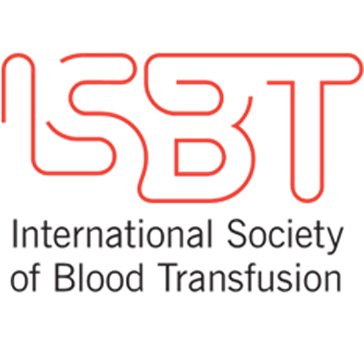 ISBT
International Society
of Blood Transfusion